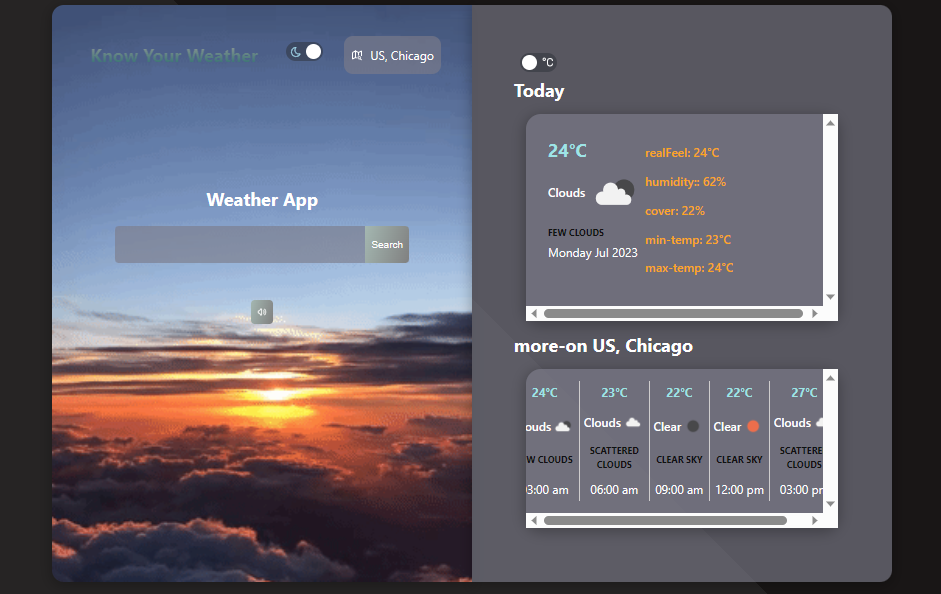 Know Your Weather
US, Chicago
Weather App
Search
°C
Today
24°C
Clouds
FEW CLOUDS
Monday Jul 2023
realFeel: 24°C
humidity:: 62%
cover: 22%
min-temp: 23°C
max-temp: 24°C
more-on US, Chicago
24°C 23°C 22°C 22°C 27°C
ouds Clouds Clear Clear Clouds
W CLOUDS SCATTERED CLOUDS CLEAR SKY CLEAR SKY SCATTERE CLOUDS
3:00 am 06:00 am 09:00 am 12:00 pm 03:00 pr